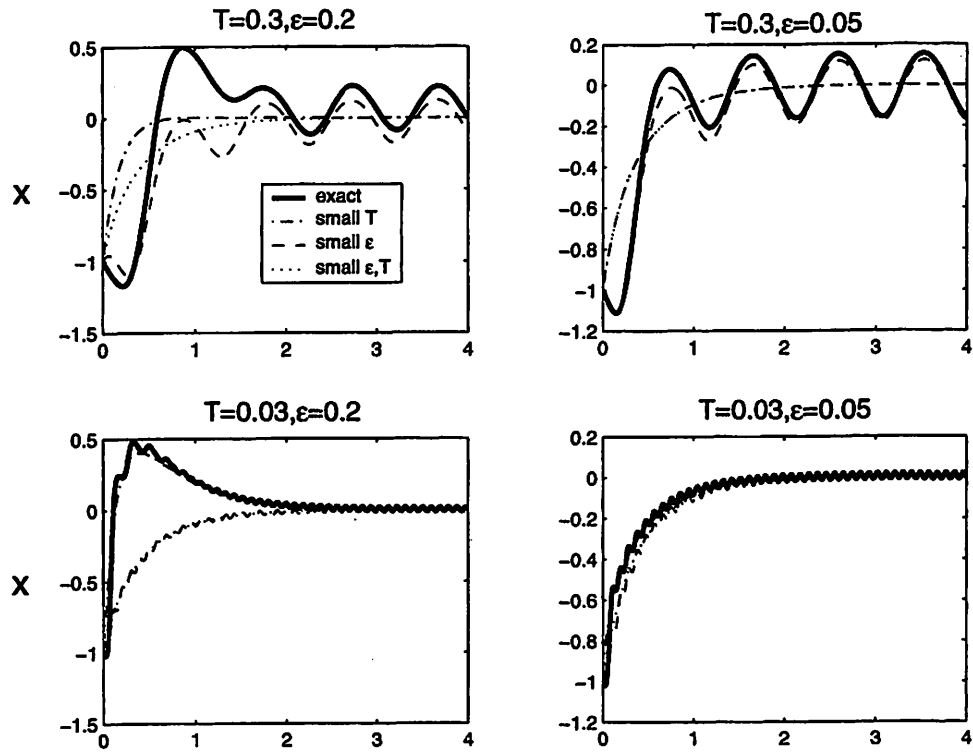 T=0.3,ε=0.2
0.5
0
−0.5
−1
−1.5
X
exact
small T
small ε
small ε,T
0 1 2 3 4
T=0.3,ε=0.05
0.2
0
−0.2
−0.4
−0.6
−0.8
−1
−1.2
0 1 2 3 4
T=0.03,ε=0.2
0.5
0
−0.5
−1
−1.5
X
0 1 2 3 4
T=0.03,ε=0.05
0.2
0
−0.2
−0.4
−0.6
−0.8
−1
−1.2
0 1 2 3 4